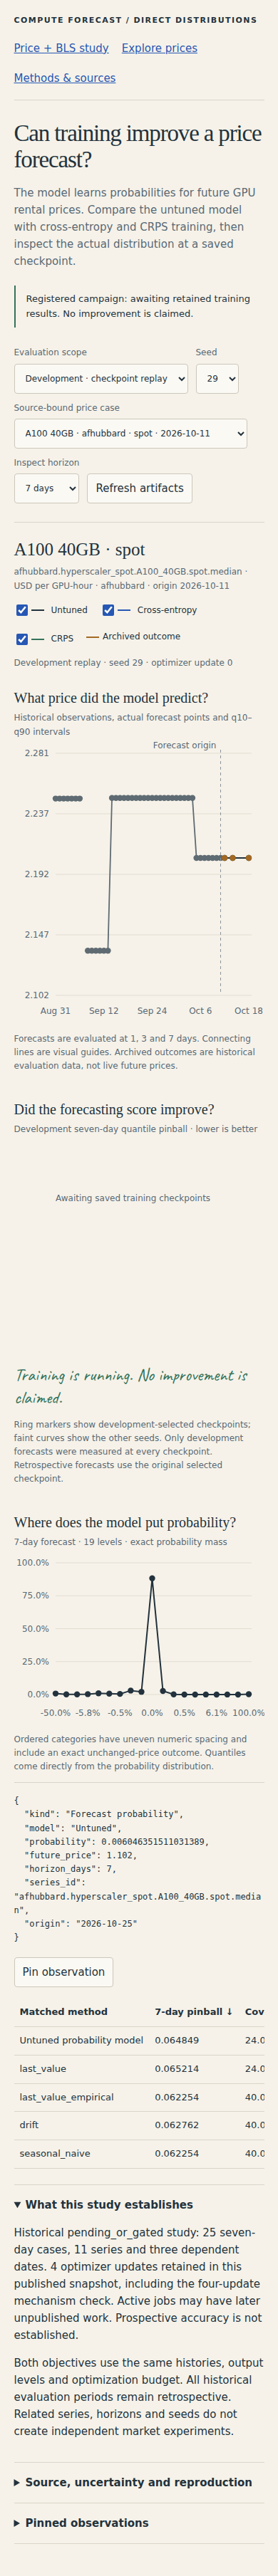 COMPUTE FORECAST / DIRECT DISTRIBUTIONS
Price + BLS study Explore prices
Methods & sources
Can training improve a price
forecast?
The model learns probabilities for future GPU
rental prices. Compare the untuned model
with cross-entropy and CRPS training, then
inspect the actual distribution at a saved
checkpoint.
Registered campaign: awaiting retained training
results. No improvement is claimed.
Evaluation scope Seed
Development · checkpoint replay 29
Source-bound price case
A100 40GB · afhubbard · spot · 2026-10-11
Inspect horizon
7 days Refresh artifacts
A100 40GB · spot
afhubbard.hyperscaler_spot.A100_40GB.spot.median ·
USD per GPU-hour · afhubbard · origin 2026-10-11
Untuned Cross-entropy
CRPS Archived outcome
Development replay · seed 29 · optimizer update 0
What price did the model predict?
Historical observations, actual forecast points and q10–
q90 intervals
Forecast origin
2.281
2.237
2.192
2.147
2.102
Aug 31 Sep 12 Sep 24 Oct 6 Oct 18
Forecasts are evaluated at 1, 3 and 7 days. Connecting
lines are visual guides. Archived outcomes are historical
evaluation data, not live future prices.
Did the forecasting score improve?
Development seven-day quantile pinball · lower is better
Awaiting saved training checkpoints
Training is running. No improvement is
claimed.
Ring markers show development-selected checkpoints;
faint curves show the other seeds. Only development
forecasts were measured at every checkpoint.
Retrospective forecasts use the original selected
checkpoint.
Where does the model put probability?
7-day forecast · 19 levels · exact probability mass
100.0%
75.0%
50.0%
25.0%
0.0%
-50.0% -5.8% -0.5% 0.0% 0.5% 6.1% 100.0%
Ordered categories have uneven numeric spacing and
include an exact unchanged-price outcome. Quantiles
come directly from the probability distribution.
{
"kind": "Forecast probability",
"model": "Untuned",
"probability": 0.006046351511031389,
"future_price": 1.102,
"horizon_days": 7,
"series_id":
"afhubbard.hyperscaler_spot.A100_40GB.spot.media
n",
"origin": "2026-10-25"
}
Pin observation
Matched method 7-day pinball ↓ Cov
Untuned probability model 0.064849 24.0
last_value 0.065214 24.0
last_value_empirical 0.062254 40.0
drift 0.062762 40.0
seasonal_naive 0.062254 40.0
▼ What this study establishes
Historical pending_or_gated study: 25 seven-
day cases, 11 series and three dependent
dates. 4 optimizer updates retained in this
published snapshot, including the four-update
mechanism check. Active jobs may have later
unpublished work. Prospective accuracy is not
established.
Both objectives use the same histories, output
levels and optimization budget. All historical
evaluation periods remain retrospective.
Related series, horizons and seeds do not
create independent market experiments.
▶ Source, uncertainty and reproduction
▶ Pinned observations